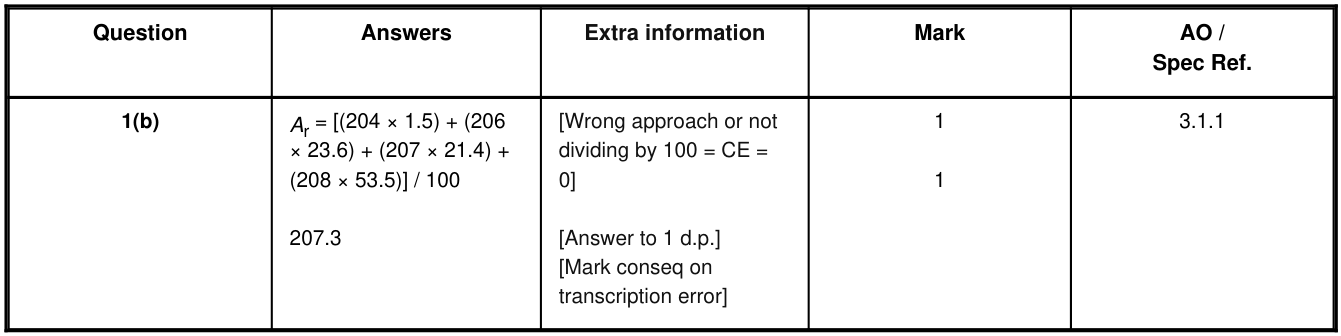 Question Answers Extra information Mark AO /
Spec Ref.
1(b)
Ar = [(204 × 1.5) + (206
× 23.6) + (207 × 21.4) +
(208 × 53.5)] / 100
207.3
[Wrong approach or not
dividing by 100 = CE =
0]
[Answer to 1 d.p.]
[Mark conseq on
transcription error]
1
1
3.1.1